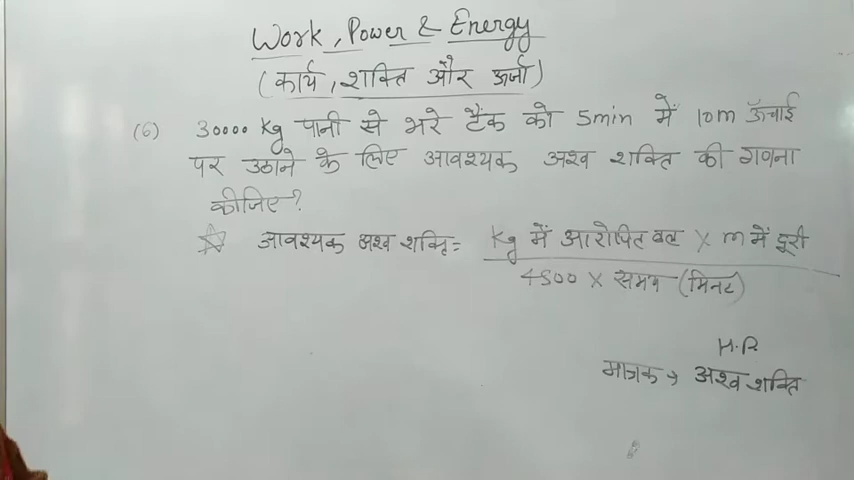 Work, Power & Energy
(कार्य, शक्ति और ऊर्जा)
(6) 30000 Kg पानी से भरे टैंक को 5min में 10m ऊँचाई
पर उठाने के लिए आवश्यक अश्व शक्ति की गणना
कीजिए?
आवश्यक अश्व शक्ति = Kg में आरोपित बल × m में दूरी
4500 × समय (मिनट)
H.P.
मात्रक → अश्व शक्ति